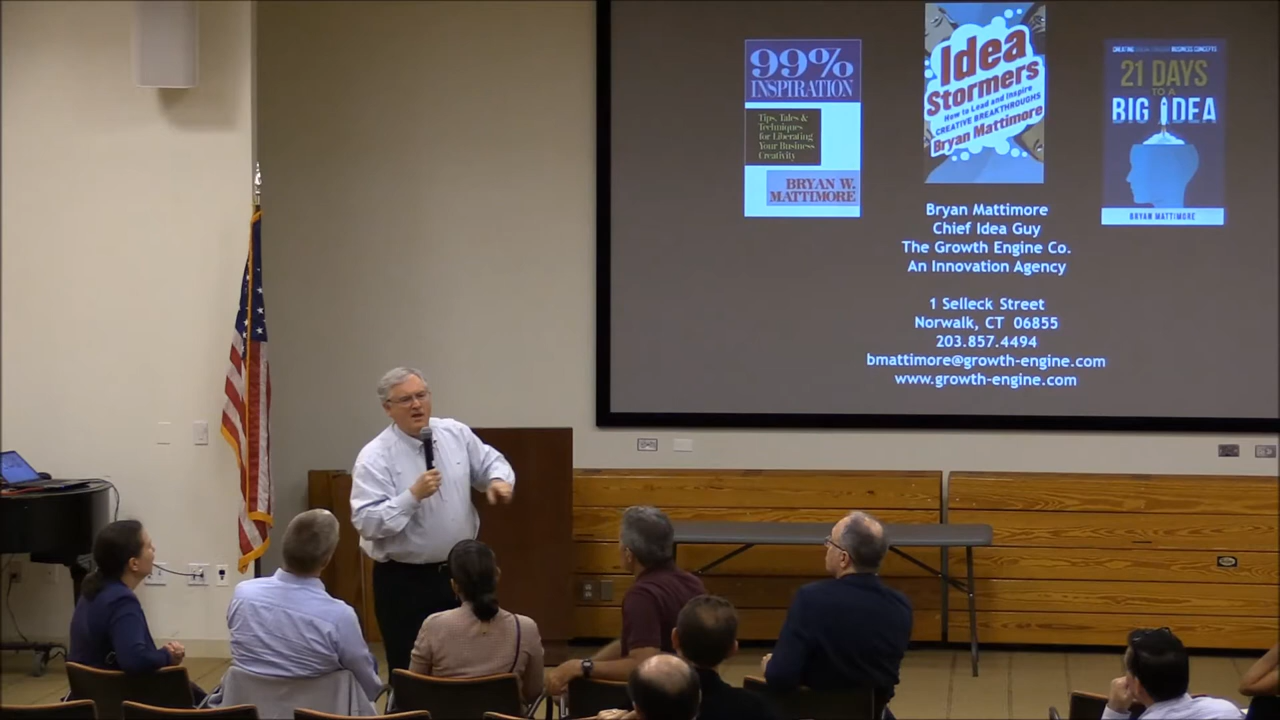 99%
INSPIRATION
Tips, Tales &
Techniques
for Liberating
Your Business
Creativity
BRYAN W.
MATTIMORE
Idea
Stormers
How to Lead and Inspire
CREATIVE BREAKTHROUGHS
Bryan Mattimore
CREATING BUSINESS CONCEPTS
21 DAYS
TO A
BIG IDEA
BRYAN MATTIMORE
Bryan Mattimore
Chief Idea Guy
The Growth Engine Co.
An Innovation Agency
1 Selleck Street
Norwalk, CT 06855
203.857.4494
bmattimore@growth-engine.com
www.growth-engine.com